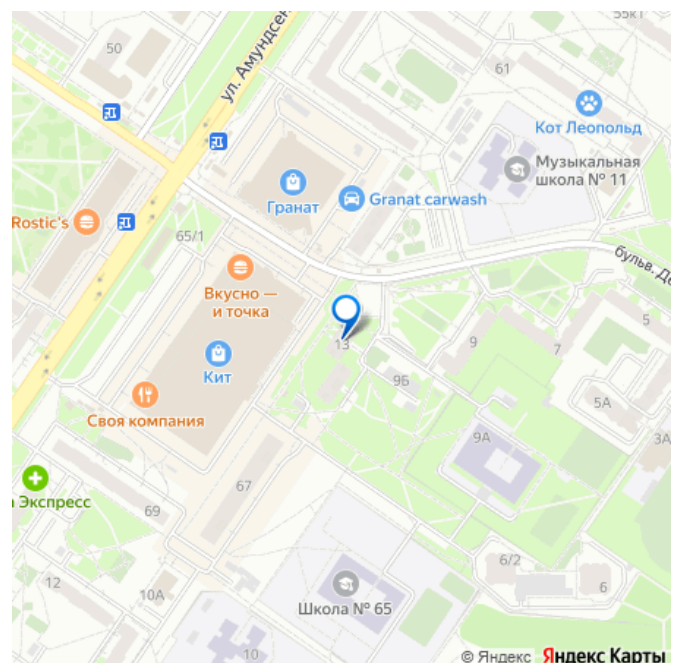 55к1
50
61
ул. Амундсен
Кот Леопольд
Музыкальная
школа № 11
Гранат
Granat carwash
Rostic's
65/1
бульв. Де
Вкусно —
и точка
5
13
9
7
Кит
9Б
5А
Своя компания
9А
3А
67
Экспресс
69
6/2
12
10А
6
Школа № 65
10
© Яндекс Яндекс Карты